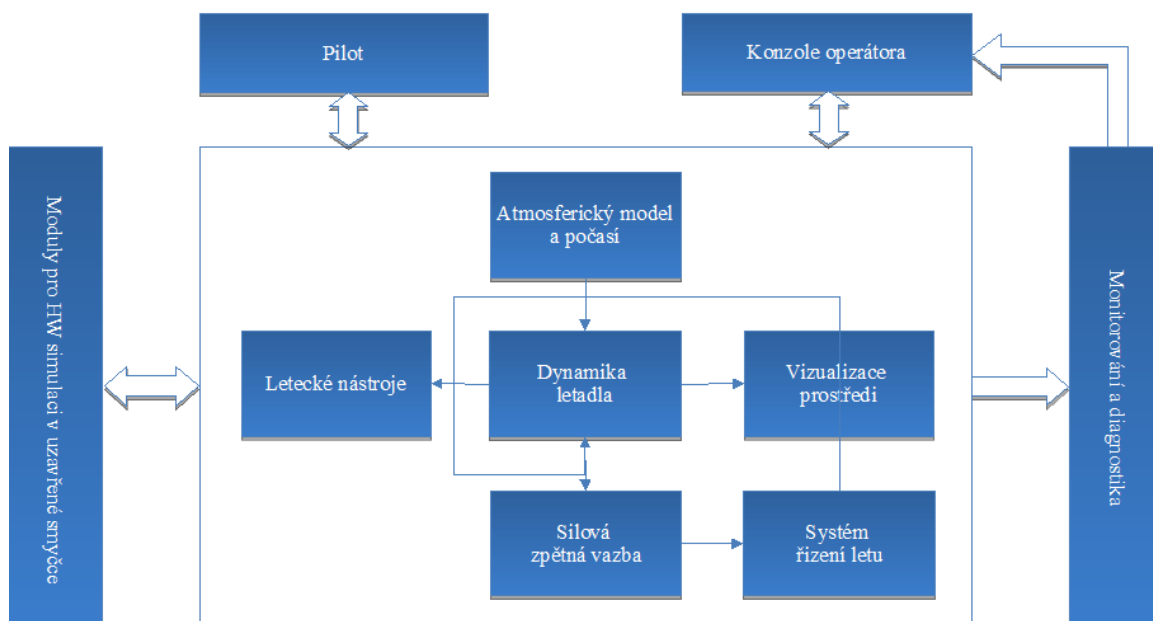 Pilot
Konzole operátora
Moduly pro HW simulaci v uzavřené smyčce
Atmosferický model
a počasí
Letecké nástroje
Dynamika
letadla
Vizualizace
prostředi
Silová
zpětná vazba
Systém
řízení letu
Monitorování a diagnostika